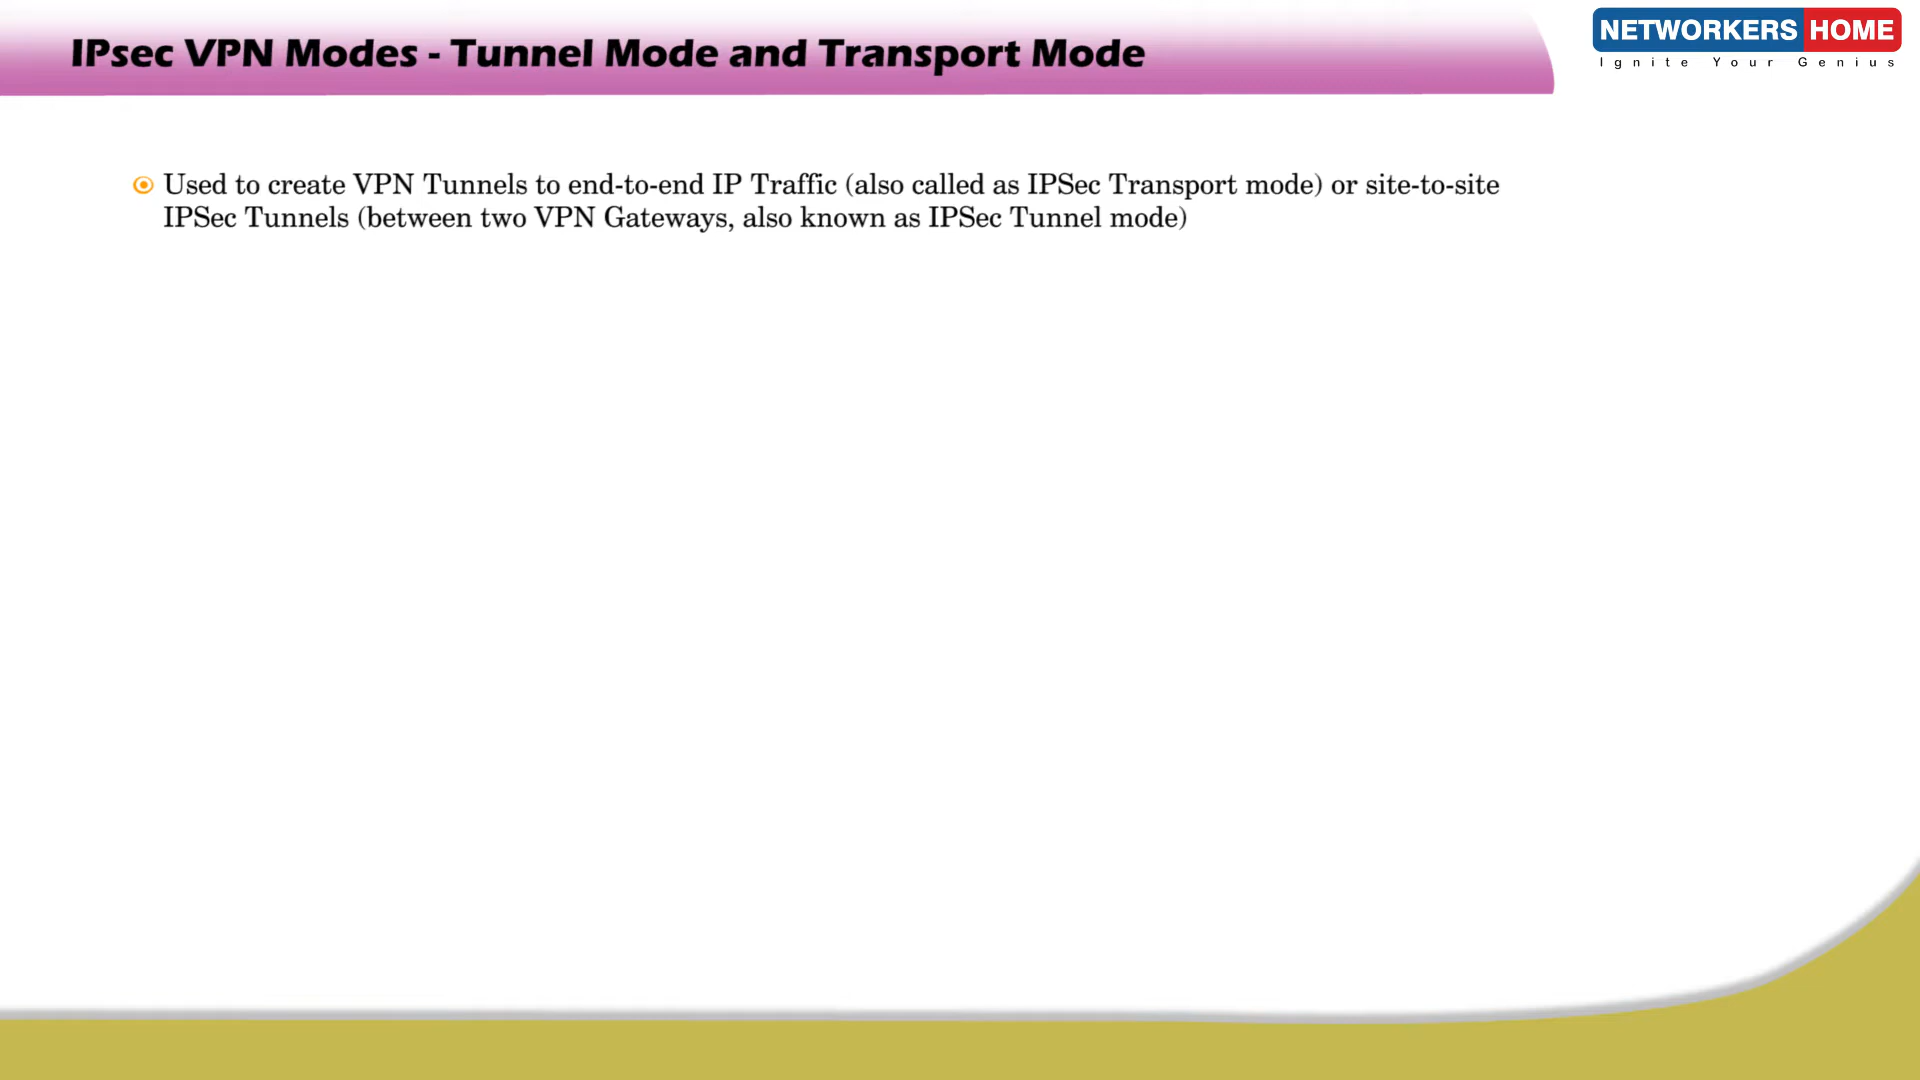 IPsec VPN Modes - Tunnel Mode and Transport Mode
NETWORKERS HOME
Ignite Your Genius
Used to create VPN Tunnels to end-to-end IP Traffic (also called as IPSec Transport mode) or site-to-site
IPSec Tunnels (between two VPN Gateways, also known as IPSec Tunnel mode)